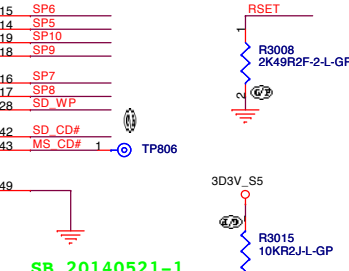 15 SP6
14 SP5
19 SP10
18 SP9
16 SP7
17 SP8
28 SD_WP
42 SD_CD#
43 MS_CD# 1 TP806
49
SB 20140521-1
RSET
1
R3008
2K49R2F-2-L-GP
2
G/P
3D3V_S5
R3015
10KR2J-L-GP